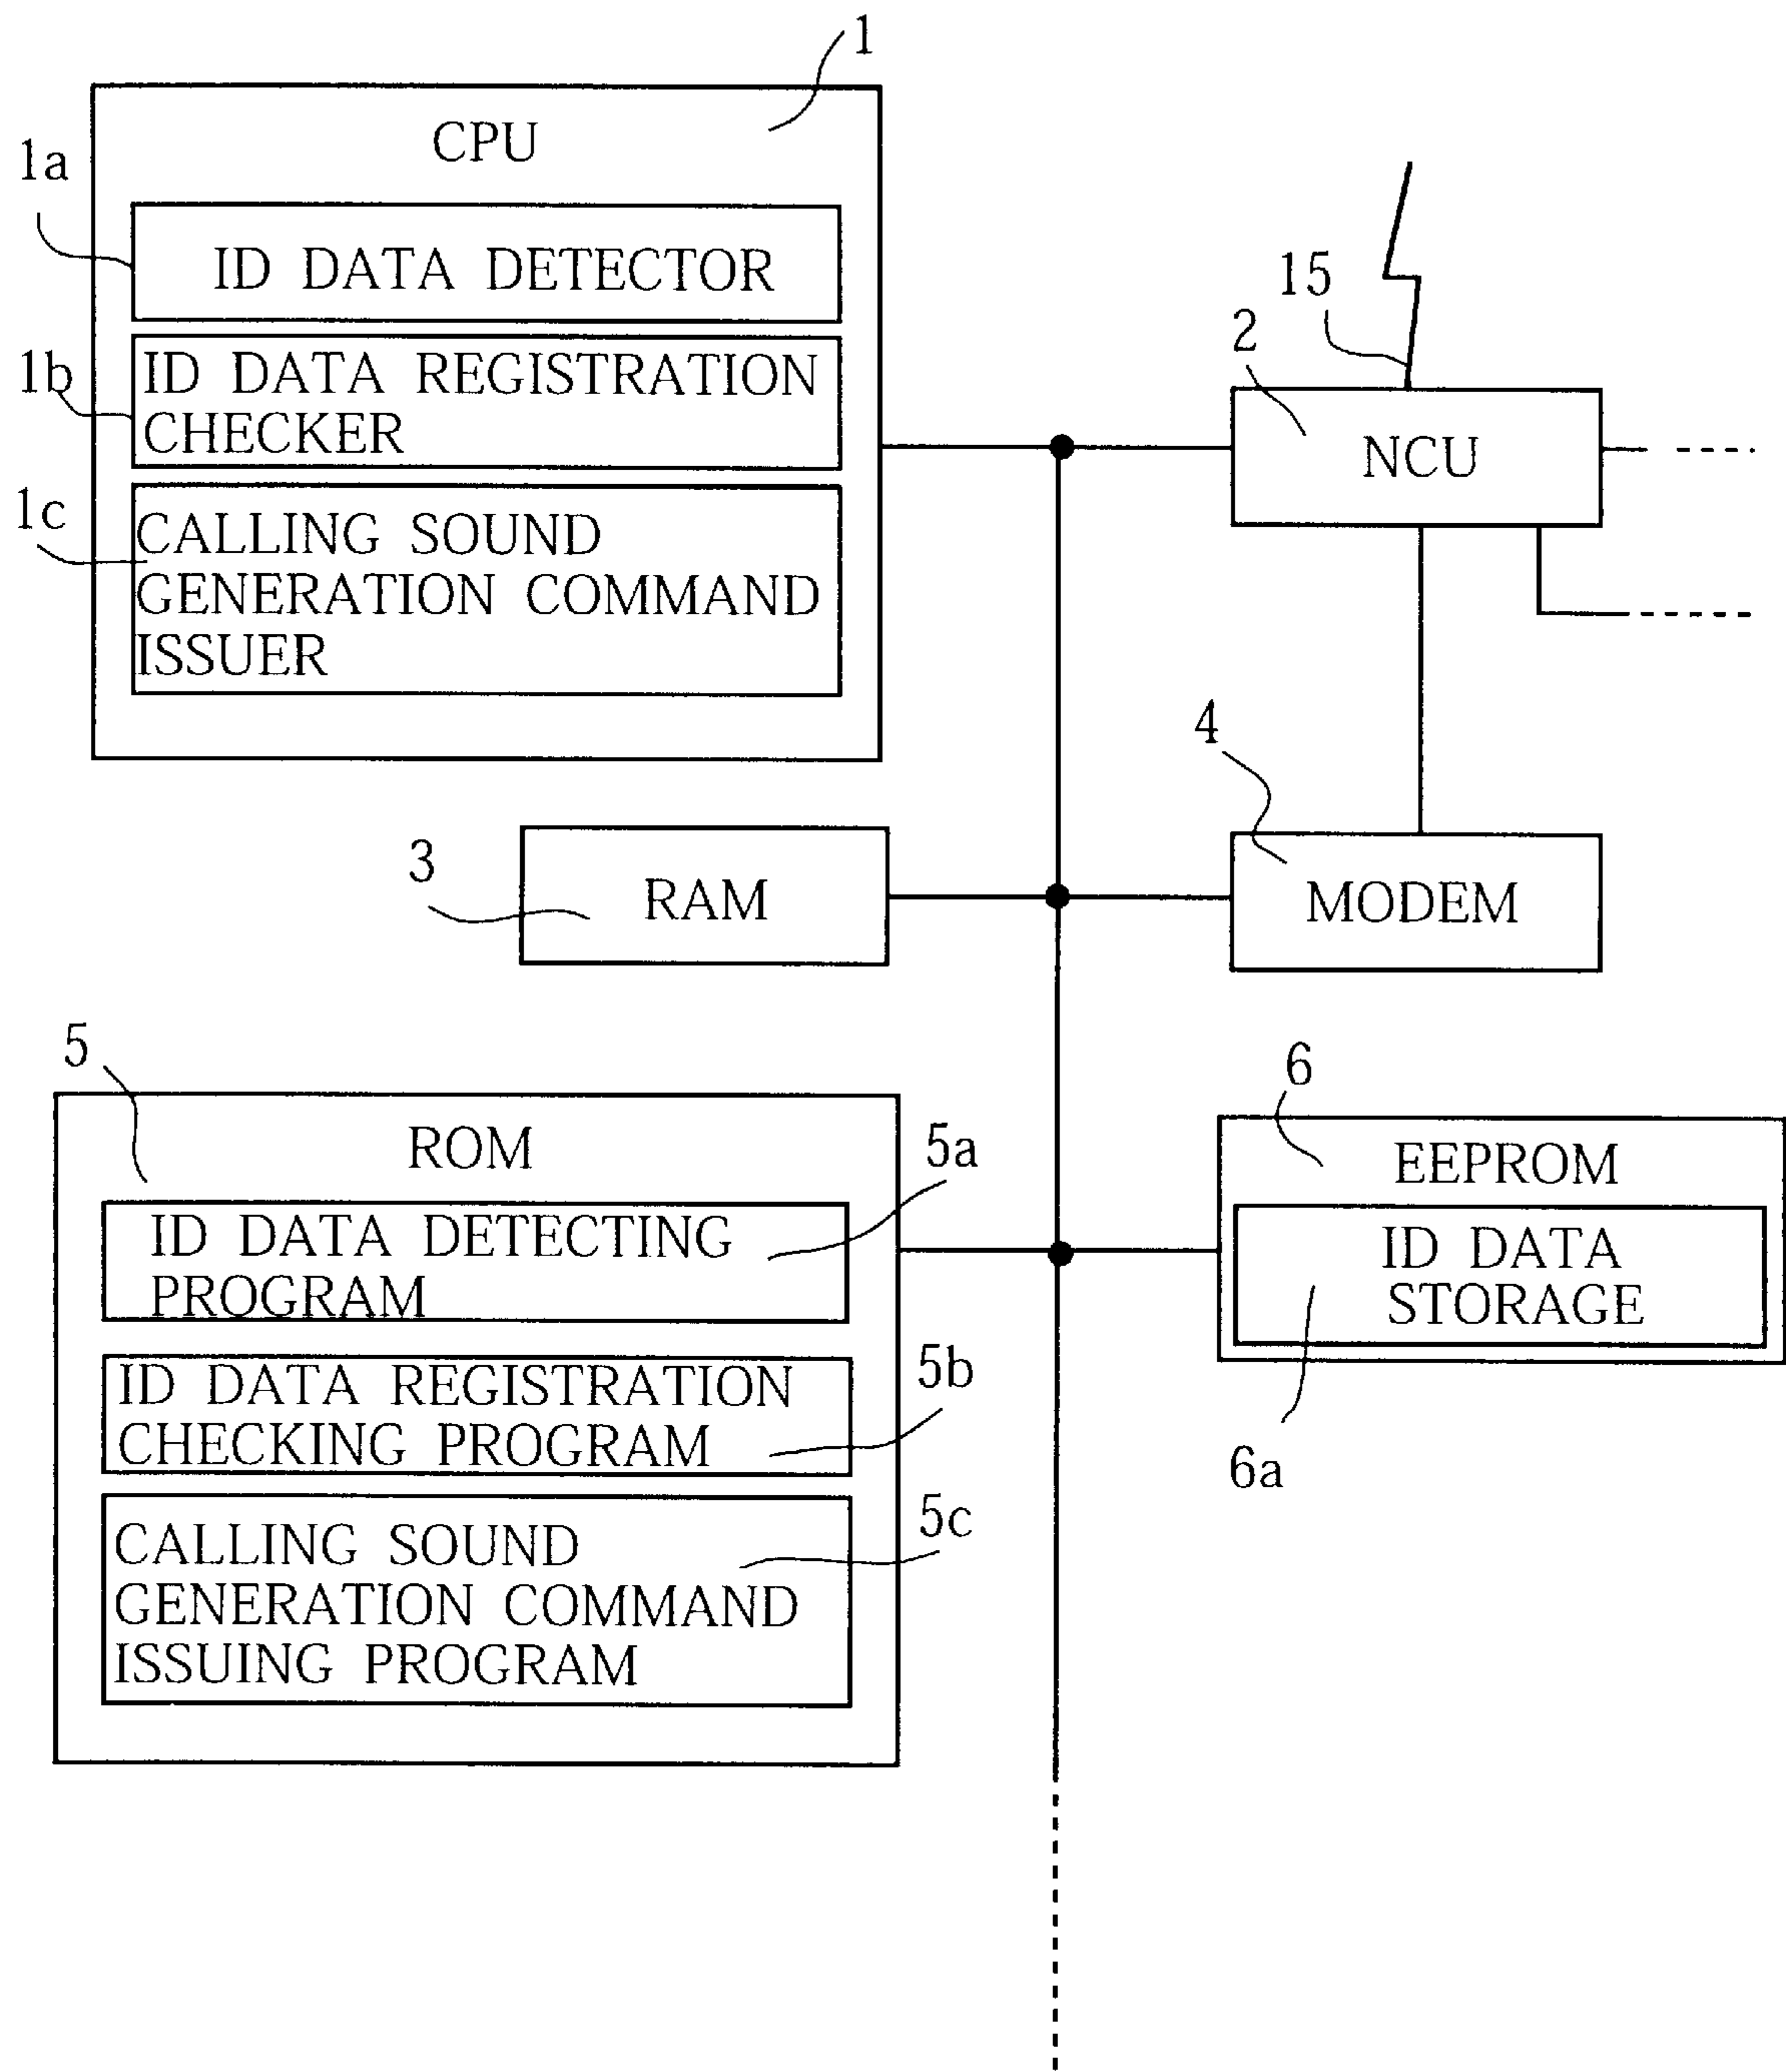 1
CPU
1a
ID DATA DETECTOR
1b
ID DATA REGISTRATION
CHECKER
1c
CALLING SOUND
GENERATION COMMAND
ISSUER
15
2
NCU
3
RAM
4
MODEM
5
ROM
5a
ID DATA DETECTING
PROGRAM
5b
ID DATA REGISTRATION
CHECKING PROGRAM
5c
CALLING SOUND
GENERATION COMMAND
ISSUING PROGRAM
6
EEPROM
ID DATA
STORAGE
6a